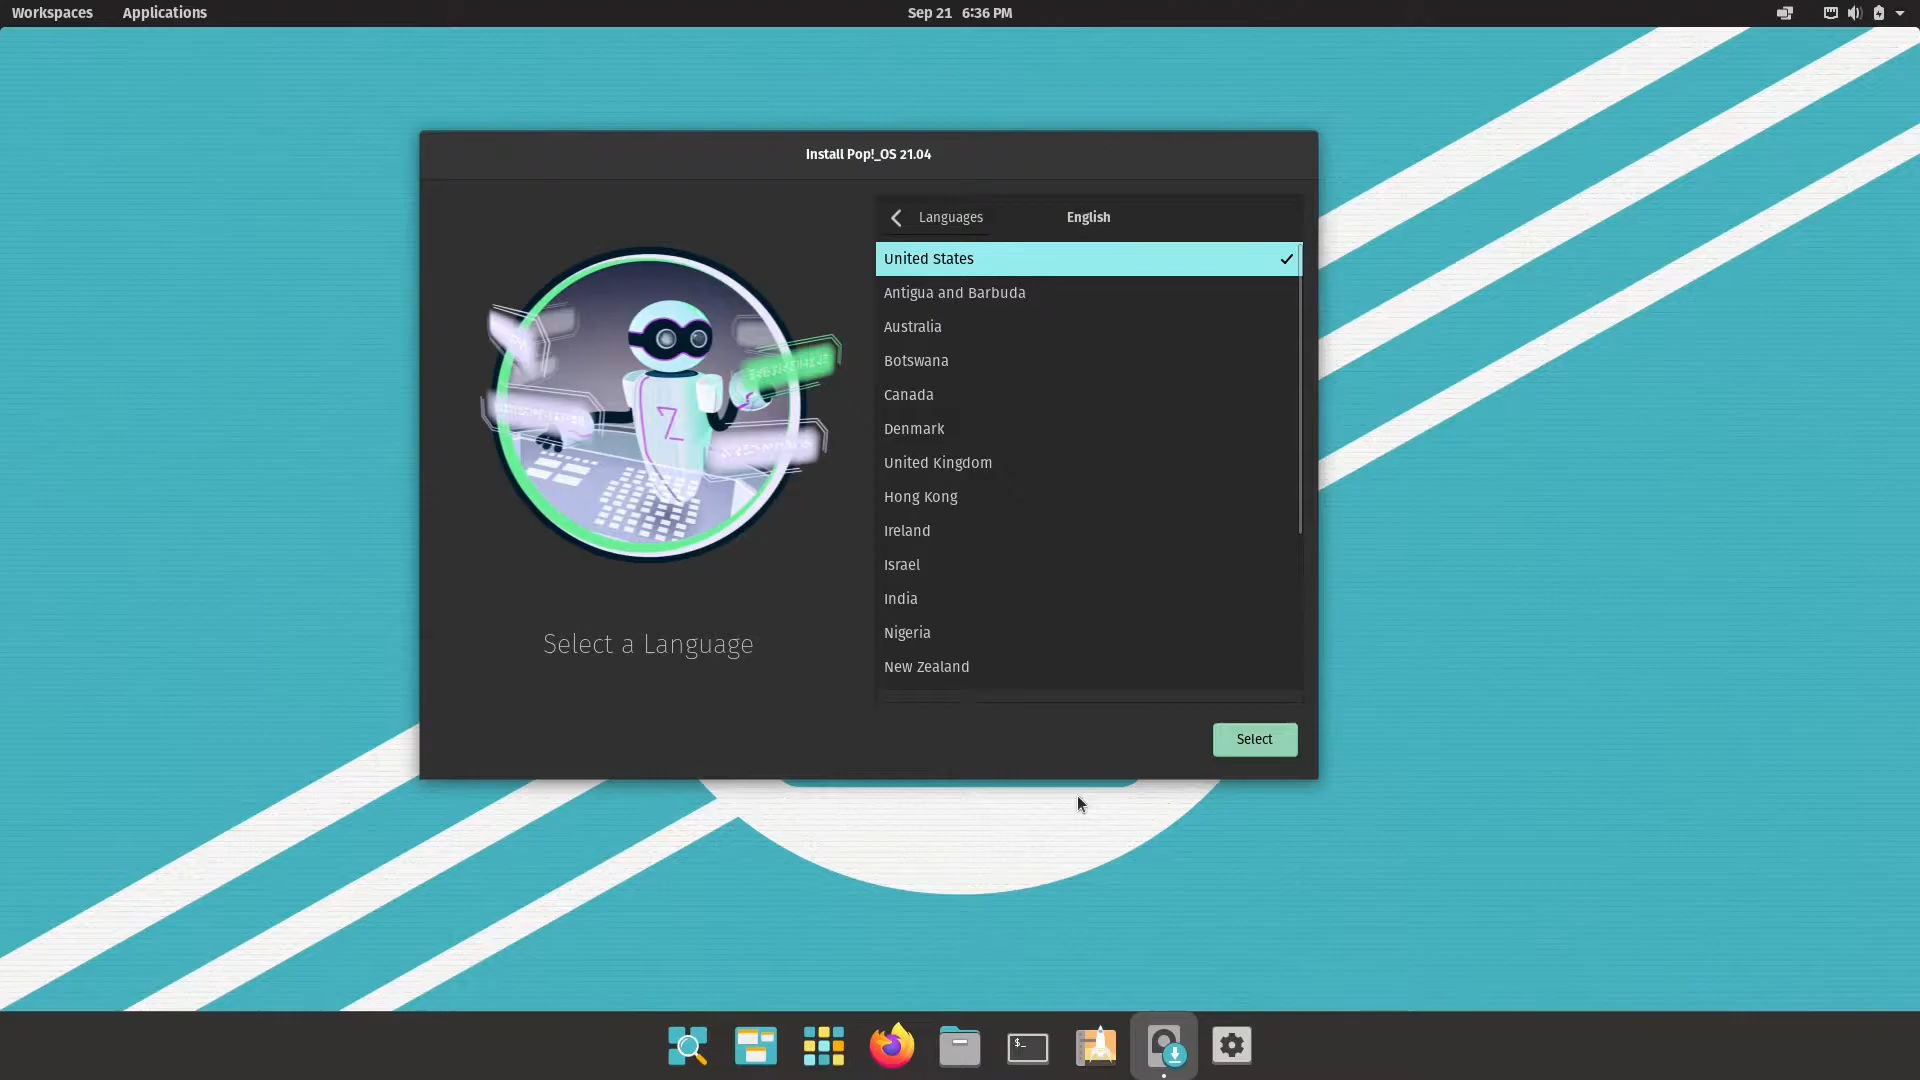 Workspaces Applications Sep 21 6:36 PM
Install Pop!_OS 21.04
Languages English
United States
Antigua and Barbuda
Australia
Botswana
Canada
Denmark
United Kingdom
Hong Kong
Ireland
Israel
India
Nigeria
New Zealand
Select a Language
Select
$_